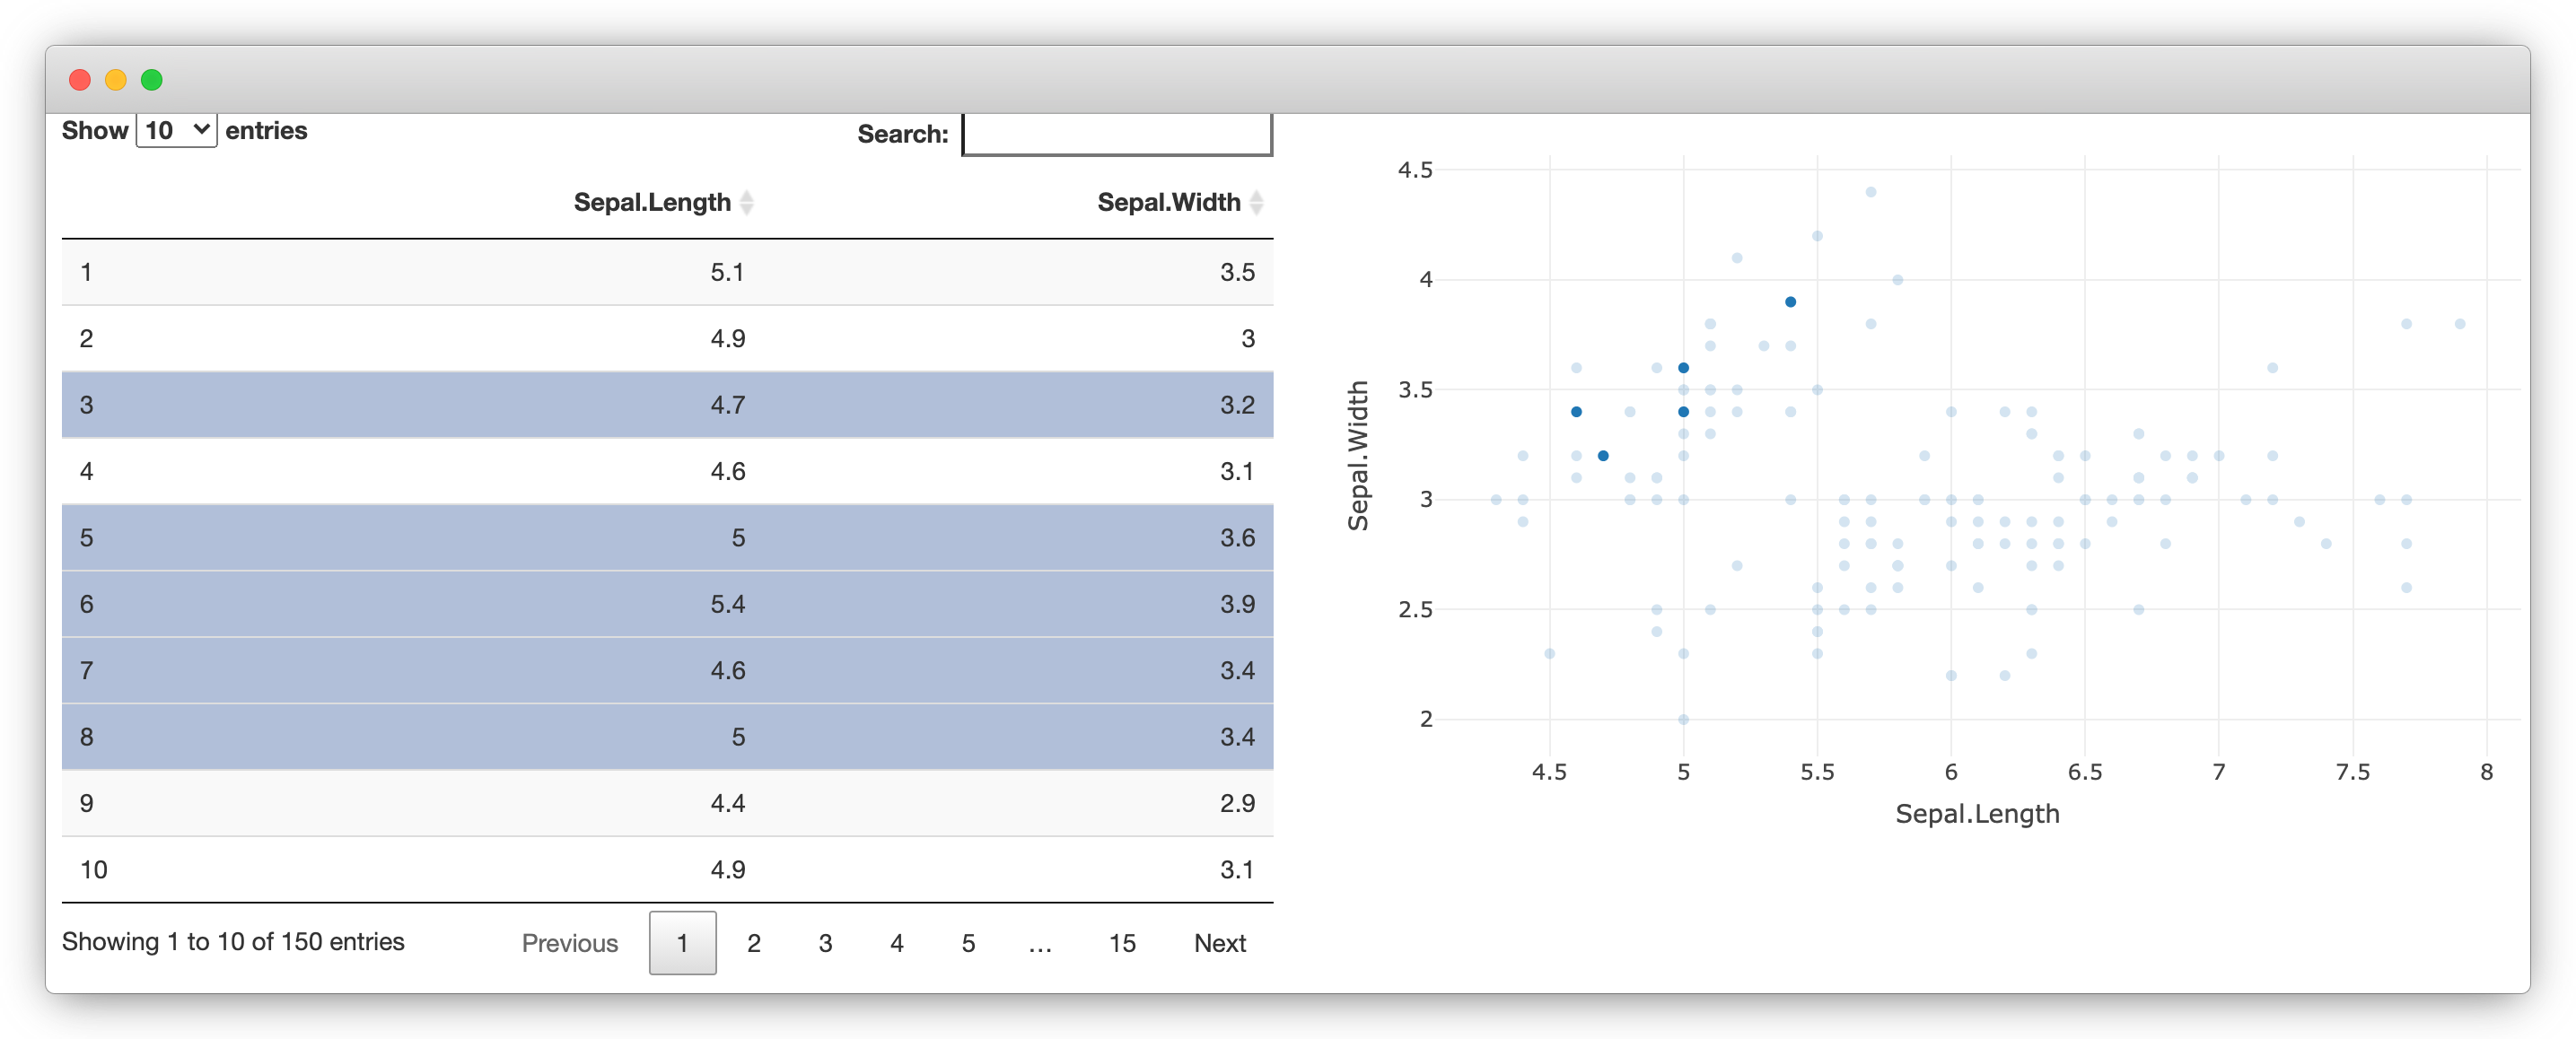 Show 10 entries
Search:
Sepal.Length Sepal.Width
1 5.1 3.5
2 4.9 3
3 4.7 3.2
4 4.6 3.1
5 5 3.6
6 5.4 3.9
7 4.6 3.4
8 5 3.4
9 4.4 2.9
10 4.9 3.1
Showing 1 to 10 of 150 entries
Previous 1 2 3 4 5 … 15 Next
Sepal.Width
4.5
4
3.5
3
2.5
2
4.5 5 5.5 6 6.5 7 7.5 8
Sepal.Length